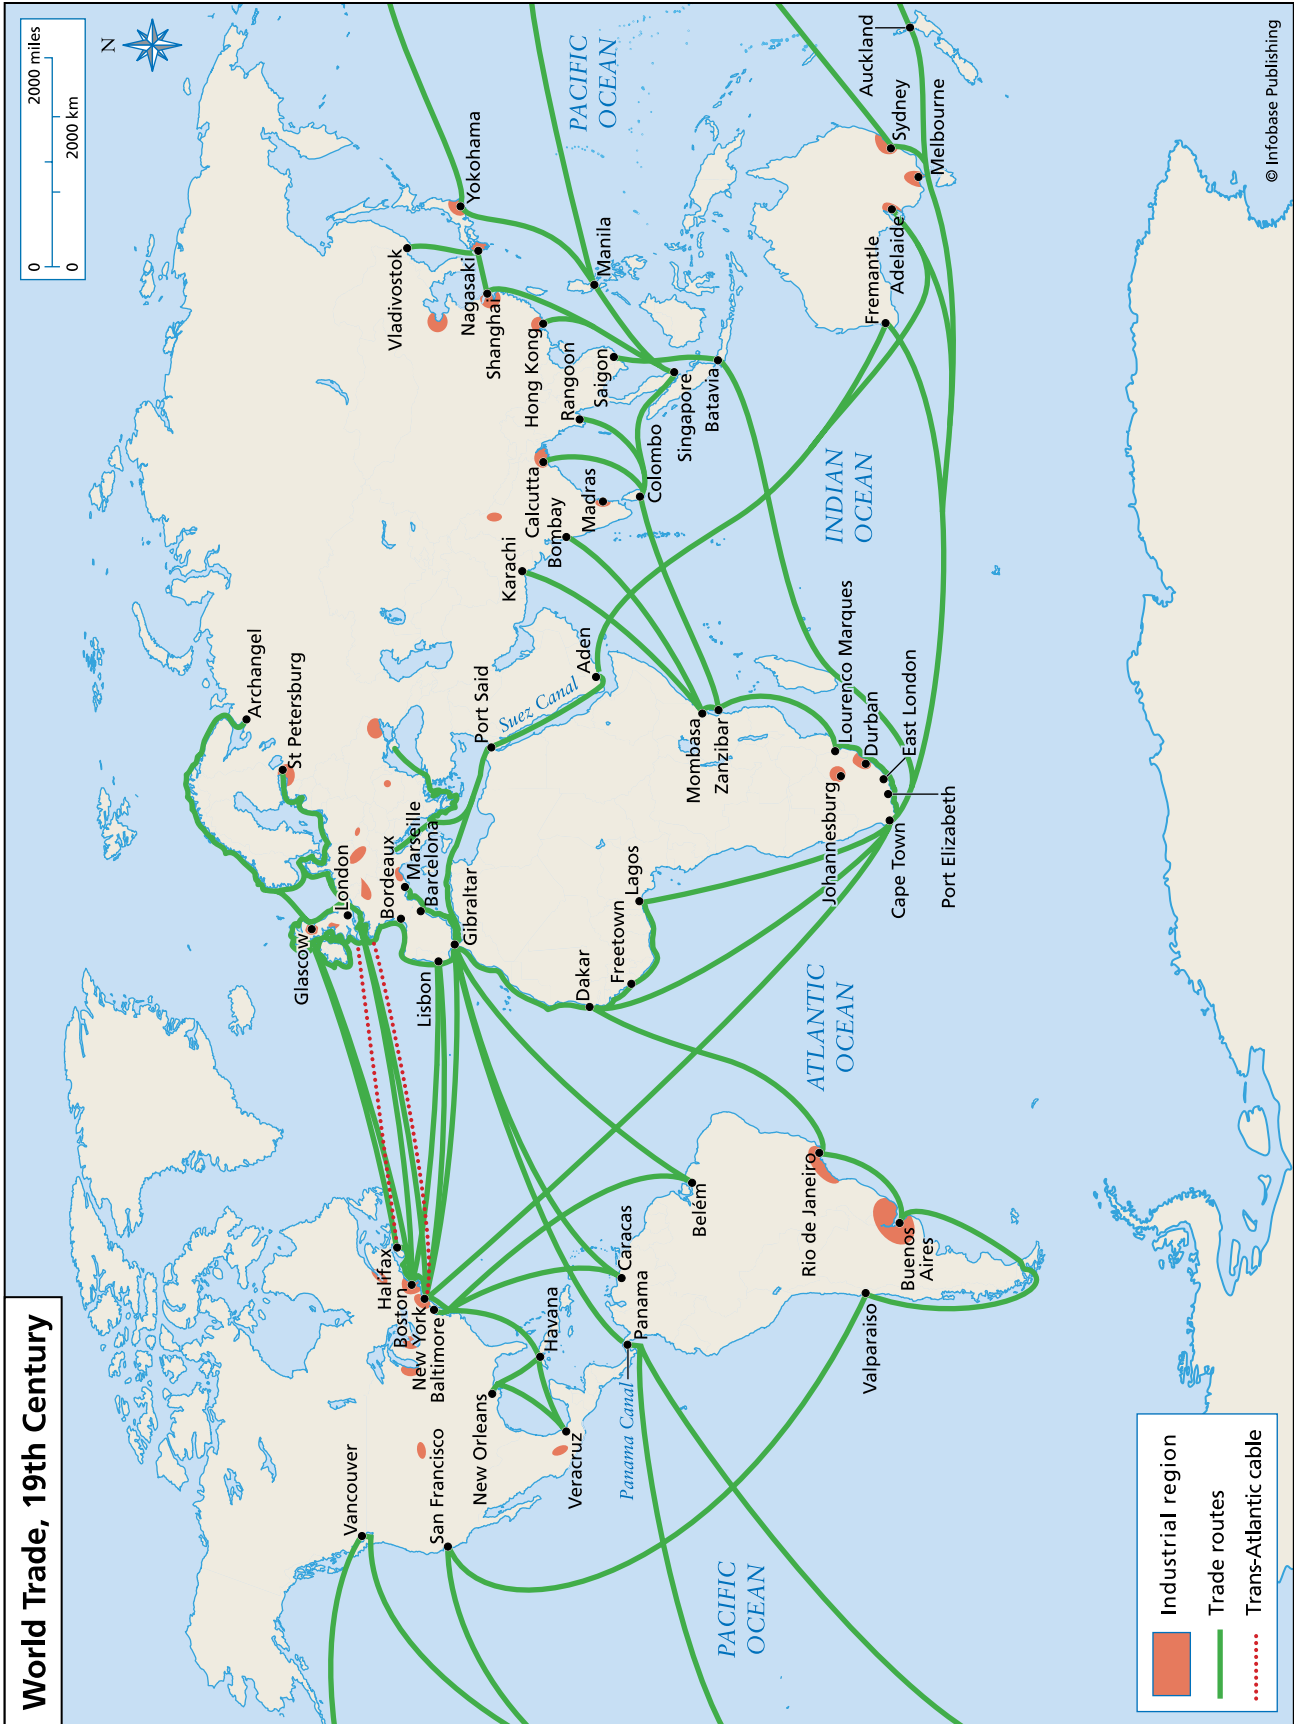 World Trade, 19th Century
0
2000 miles
0
2000 km
N
Vancouver
San Francisco
New Orleans
Veracruz
Havana
Halifax
Boston
New York
Baltimore
Panama Canal
Panama
Caracas
Belém
Rio de Janeiro
Buenos
Aires
Valparaiso
PACIFIC
OCEAN
ATLANTIC
OCEAN
Glascow
London
Bordeaux
Marseille
Barcelona
Lisbon
Gibraltar
St Petersburg
Archangel
Port Said
Suez Canal
Aden
Dakar
Freetown
Lagos
Mombasa
Zanzibar
Johannesburg
Lourenco Marques
Durban
East London
Cape Town
Port Elizabeth
Karachi
Bombay
Calcutta
Madras
Colombo
Rangoon
Saigon
Singapore
Batavia
Hong Kong
Shanghai
Nagasaki
Vladivostok
Yokohama
Manila
INDIAN
OCEAN
PACIFIC
OCEAN
Fremantle
Adelaide
Melbourne
Sydney
Auckland
Industrial region
Trade routes
Trans-Atlantic cable
© Infobase Publishing